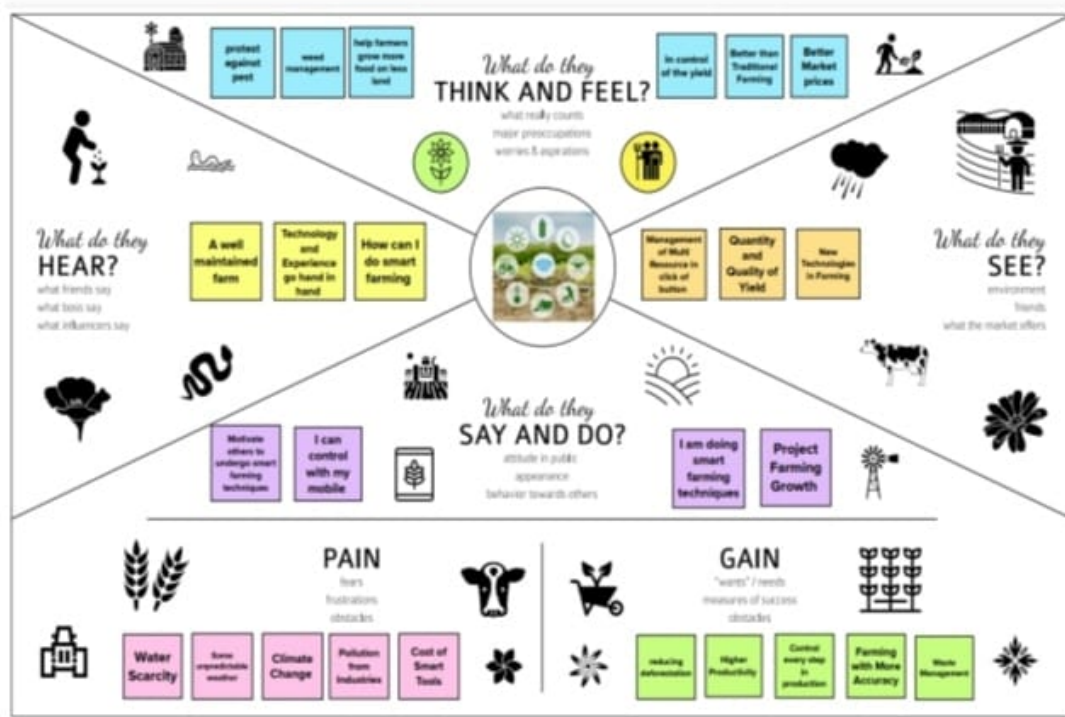 protest
against
pest
weed
management
help farmers
grow more
food on less
land
What do they
THINK AND FEEL?
what really counts
major preoccupations
worries & aspirations
in control
of the yield
Better than
Traditional
Farming
Better
Market
prices
What do they
HEAR?
what friends say
what boss say
what influencers say
A well
maintained
farm
Technology
and
Experience
go hand in
hand
How can I
do smart
farming
Management
of Multi
Resource in
click of
button
Quantity
and
Quality of
Yield
New
Technologies
in Farming
What do they
SEE?
environment
friends
what the market offers
What do they
SAY AND DO?
attitude in public
appearance
behavior towards others
Motivate
others to
undergo smart
farming
techniques
I can
control
with my
mobile
I am doing
smart
farming
techniques
Project
Farming
Growth
PAIN
fears
frustrations
obstacles
Water
Scarcity
Some
unpredictable
weather
Climate
Change
Pollution
from
Industries
Cost of
Smart
Tools
GAIN
"wants" / needs
measures of success
obstacles
reducing
deforestation
Higher
Productivity
Control
every step
in
production
Farming
with More
Accuracy
Waste
Management